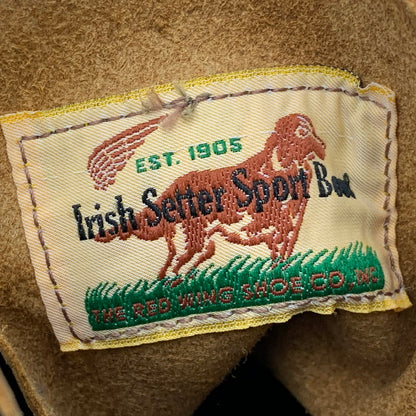 EST. 1905
Irish Setter Sport Boot
THE RED WING SHOE CO., INC.